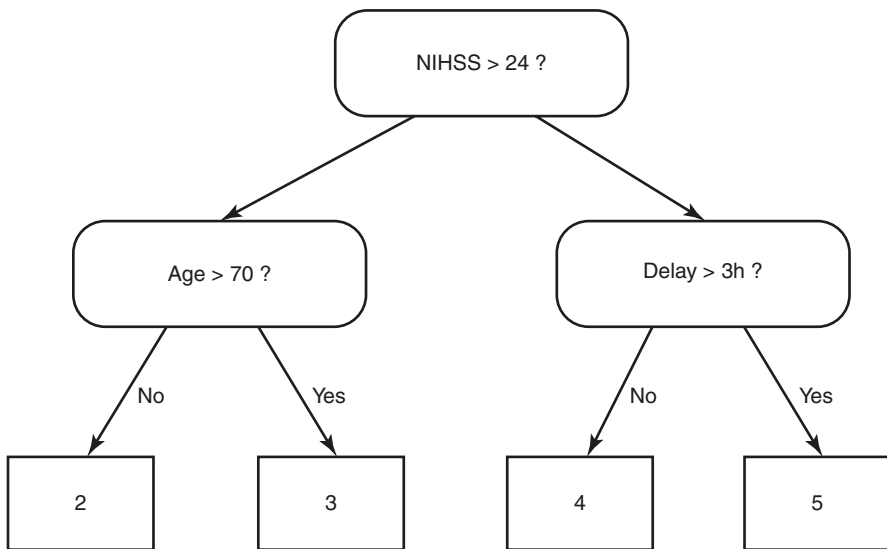 NIHSS > 24 ?
Age > 70 ?
Delay > 3h ?
No
Yes
No
Yes
2
3
4
5